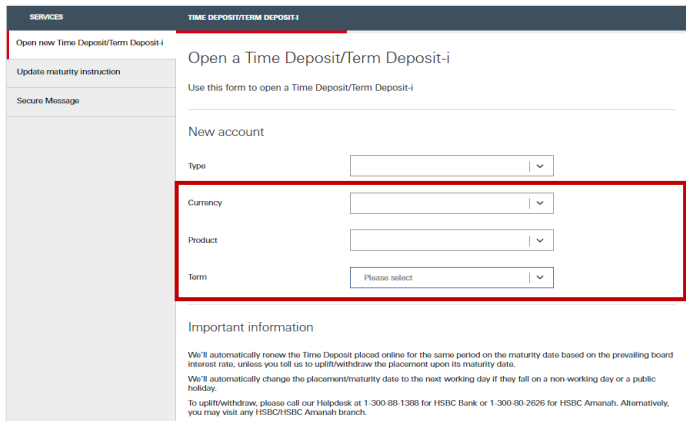 SERVICES
TIME DEPOSIT/TERM DEPOSIT-I
Open new Time Deposit/Term Deposit-i
Update maturity instruction
Secure Message
Open a Time Deposit/Term Deposit-i
Use this form to open a Time Deposit/Term Deposit-i
New account
Type
Currency
Product
Term
Please select
Important information
We'll automatically renew the Time Deposit placed online for the same period on the maturity date based on the prevailing board
interest rate, unless you tell us to uplift/withdraw the placement upon its maturity date.
We'll automatically change the placement/maturity date to the next working day if they fall on a non-working day or a public
holiday.
To uplift/withdraw, please call our Helpdesk at 1-300-88-1388 for HSBC Bank or 1-300-80-2626 for HSBC Amanah. Alternatively,
you may visit any HSBC/HSBC Amanah branch.